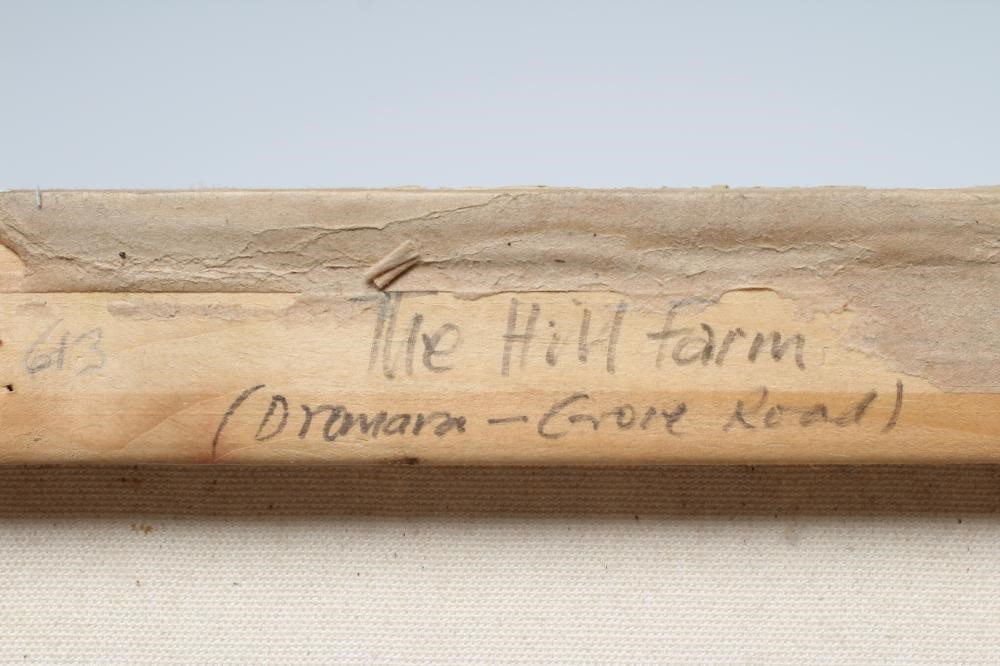 The Hill Farm
613
(Dromara - Grove Road)